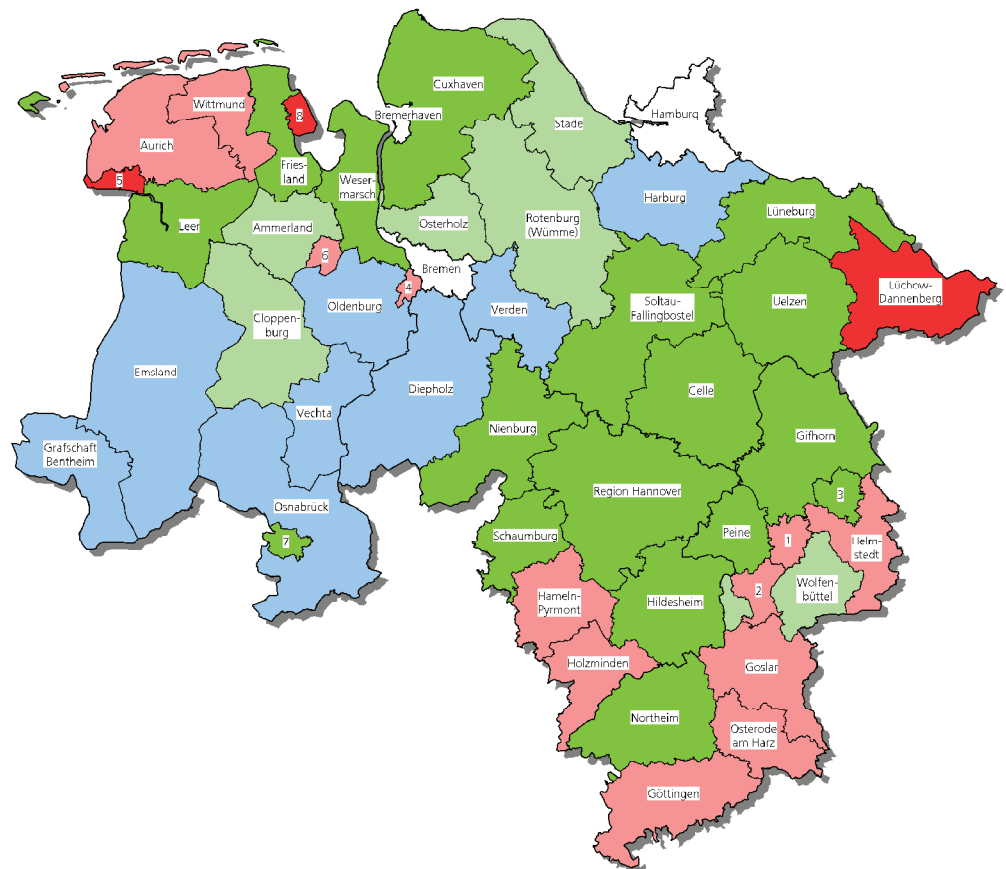 Cuxhaven
Wittmund
8
Bremerhaven
Hamburg
Stade
Aurich
Fries-
land
Weser-
marsch
5
Harburg
Lüneburg
Rotenburg
(Wümme)
Leer
Ammerland
Osterholz
6
Bremen
4
Lüchow-
Dannenberg
Oldenburg
Verden
Soltau-
Fallingbostel
Uelzen
Cloppen-
burg
Emsland
Diepholz
Celle
Vechta
Nienburg
Gifhorn
Grafschaft
Bentheim
Region Hannover
3
Osnabrück
Schaumburg
Peine
1
Helm-
stedt
7
2
Wolfen-
büttel
Hameln-
Pyrmont
Hildesheim
Holzminden
Goslar
Northeim
Osterode
am Harz
Göttingen